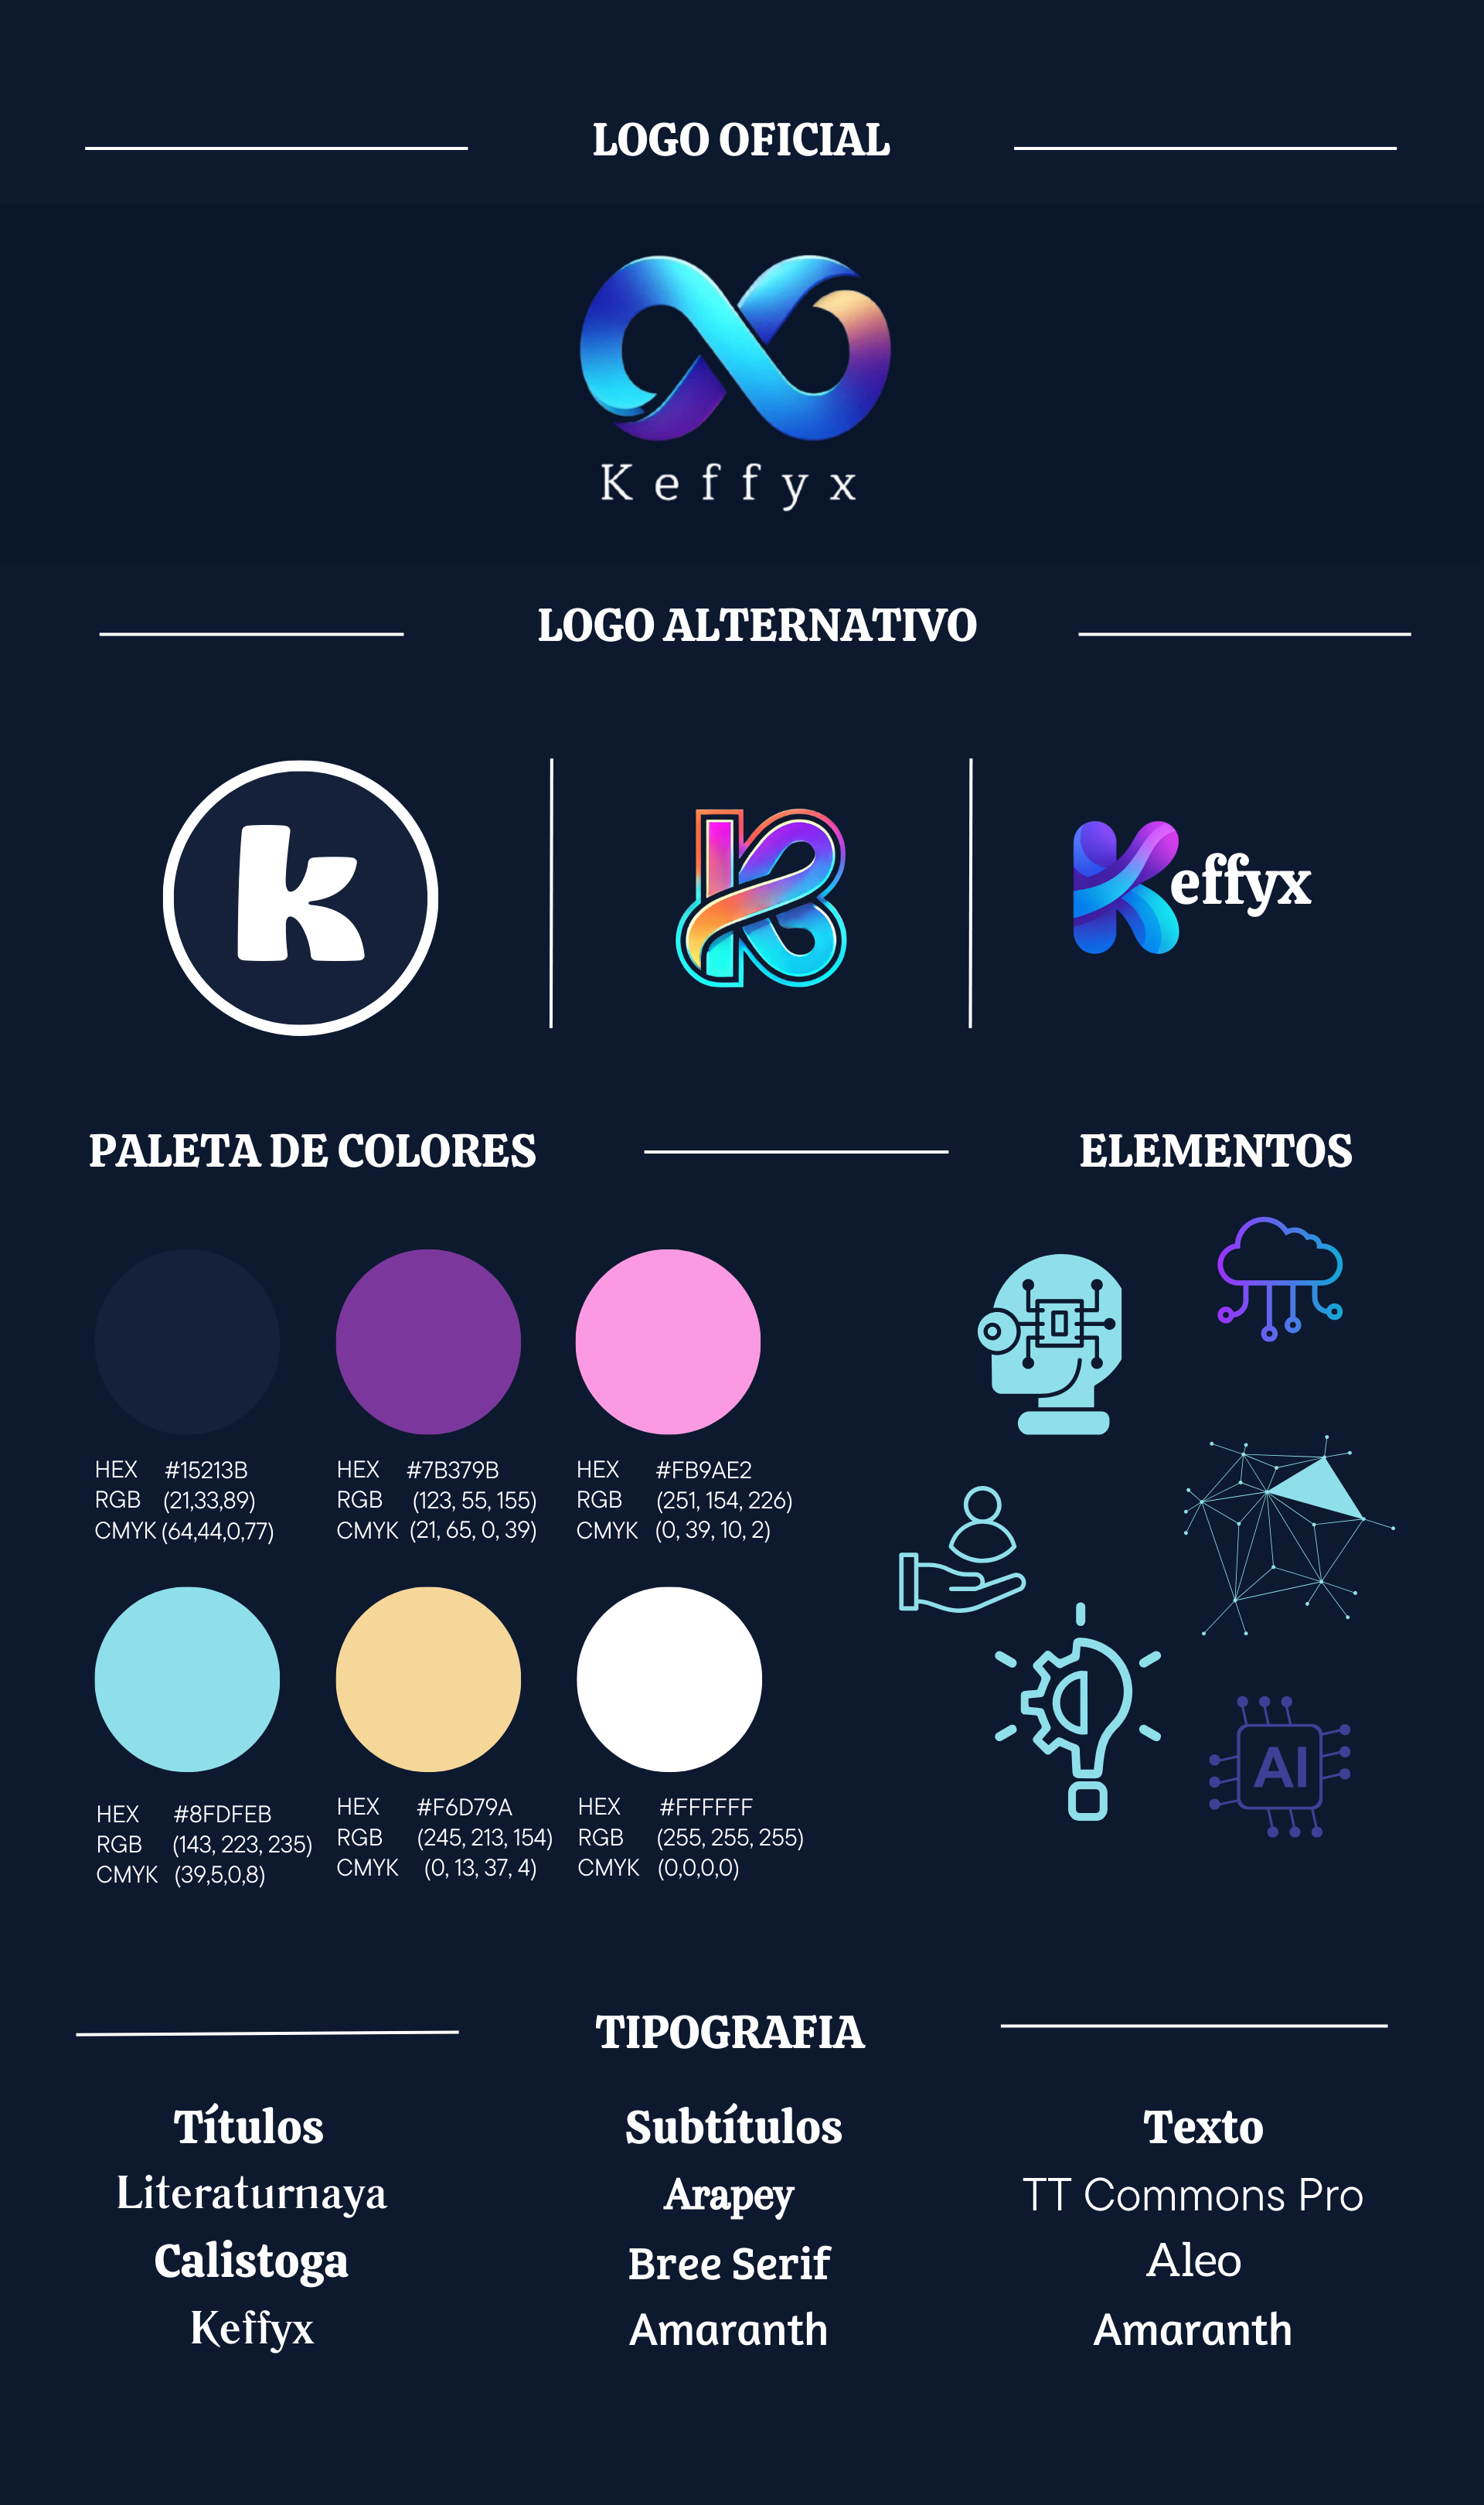 LOGO OFICIAL
Keffyx
LOGO ALTERNATIVO
k
K
Keffyx
PALETA DE COLORES
ELEMENTOS
HEX #15213B
RGB (21,33,89)
CMYK (64,44,0,77)
HEX #7B379B
RGB (123, 55, 155)
CMYK (21, 65, 0, 39)
HEX #FB9AE2
RGB (251, 154, 226)
CMYK (0, 39, 10, 2)
HEX #8FDFEB
RGB (143, 223, 235)
CMYK (39,5,0,8)
HEX #F6D79A
RGB (245, 213, 154)
CMYK (0, 13, 37, 4)
HEX #FFFFFF
RGB (255, 255, 255)
CMYK (0,0,0,0)
AI
TIPOGRAFIA
Títulos
Literaturnaya
Calistoga
Keffyx
Subtítulos
Arapey
Bree Serif
Amaranth
Texto
TT Commons Pro
Aleo
Amaranth